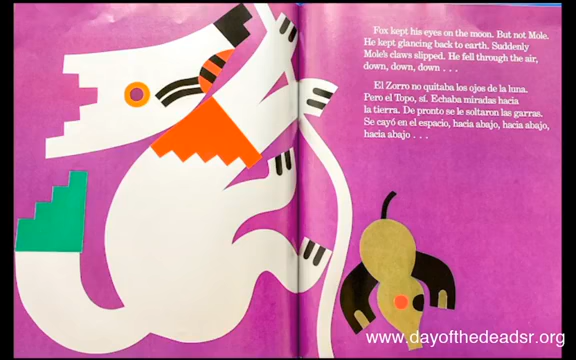 Fox kept his eyes on the moon. But not Mole.
He kept glancing back to earth. Suddenly
Mole's claws slipped. He fell through the air,
down, down, down . . .
El Zorro no quitaba los ojos de la luna.
Pero el Topo, sí. Echaba miradas hacia
la tierra. De pronto se le soltaron las garras.
Se cayó en el espacio, hacia abajo, hacia abajo,
hacia abajo . . .
www.dayofthedeadsr.org